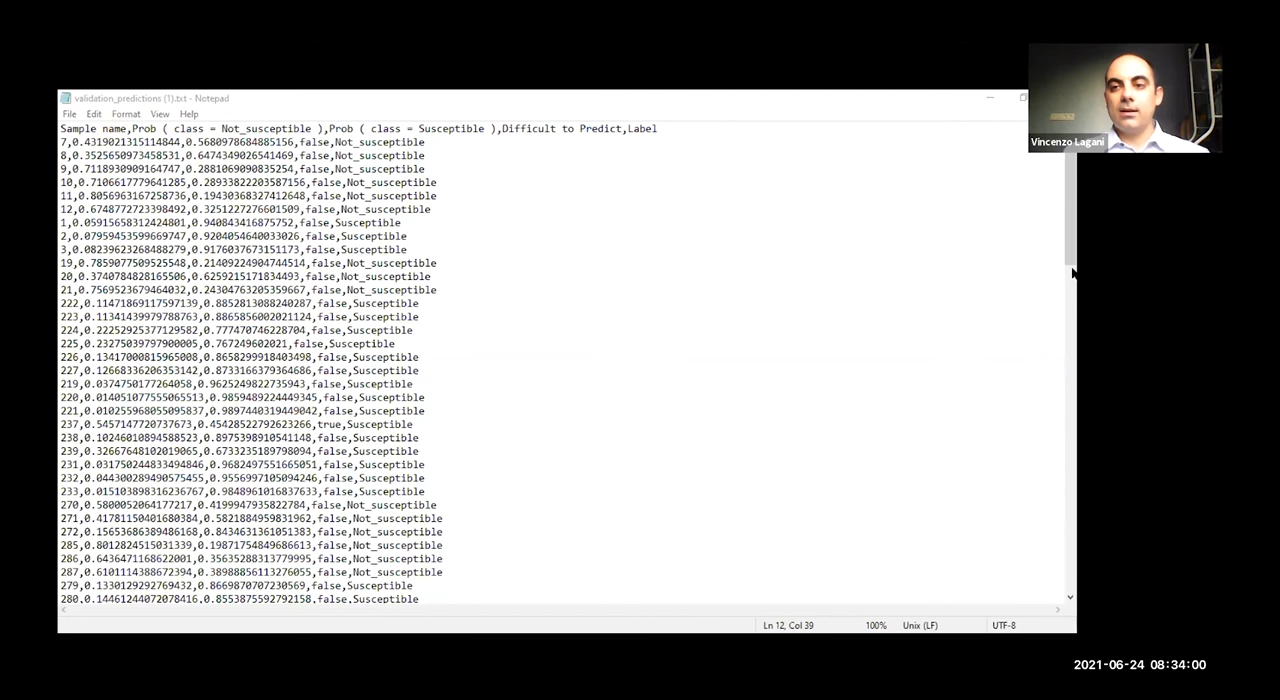 validation_predictions (1).txt - Notepad
File Edit Format View Help
Sample name,Prob ( class = Not_susceptible ),Prob ( class = Susceptible ),Difficult to Predict,Label
7,0.4319021315114844,0.5680978684885156,false,Not_susceptible
8,0.3525650973458531,0.6474349026541469,false,Not_susceptible
9,0.7118930909164747,0.2881069090835254,false,Not_susceptible
10,0.7106617779641285,0.28933822203587156,false,Not_susceptible
11,0.8056963167258736,0.19430368327412648,false,Not_susceptible
12,0.6748772723398492,0.3251227276601509,false,Not_susceptible
1,0.05915658312424801,0.940843416875752,false,Susceptible
2,0.07959453599669747,0.9204054640033026,false,Susceptible
3,0.08239623268488279,0.9176037673151173,false,Susceptible
19,0.7859077509525548,0.21409224904744514,false,Not_susceptible
20,0.3740784828165506,0.6259215171834493,false,Not_susceptible
21,0.7569523679464032,0.24304763205359667,false,Not_susceptible
222,0.11471869117597139,0.8852813088240287,false,Susceptible
223,0.11341439979788763,0.8865856002021124,false,Susceptible
224,0.22252925377129582,0.777470746228704,false,Susceptible
225,0.23275039797900005,0.767249602021,false,Susceptible
226,0.13417000815965008,0.8658299918403498,false,Susceptible
227,0.12668336206353142,0.8733166379364686,false,Susceptible
219,0.0374750177264058,0.9625249822735943,false,Susceptible
220,0.014051077555065513,0.9859489224449345,false,Susceptible
221,0.010255968055095837,0.9897440319449042,false,Susceptible
237,0.5457147720737673,0.45428522792623266,true,Susceptible
238,0.10246010894588523,0.8975398910541148,false,Susceptible
239,0.32667648102019065,0.6733235189798094,false,Susceptible
231,0.031750244833494846,0.9682497551665051,false,Susceptible
232,0.044300289490575455,0.9556997105094246,false,Susceptible
233,0.015103898316236767,0.9848961016837633,false,Susceptible
270,0.5800052064177217,0.4199947935822784,false,Not_susceptible
271,0.41781150401680384,0.5821884959831962,false,Not_susceptible
272,0.15653686389486168,0.8434631361051383,false,Not_susceptible
285,0.8012824515031339,0.19871754849686613,false,Not_susceptible
286,0.6436471168622001,0.35635288313779995,false,Not_susceptible
287,0.6101114388672394,0.38988856113276055,false,Not_susceptible
279,0.1330129292769432,0.8669870707230569,false,Susceptible
280,0.14461244072078416,0.8553875592792158,false,Susceptible
Ln 12, Col 39 100% Unix (LF) UTF-8
Vincenzo Lagani
2021-06-24 08:34:00